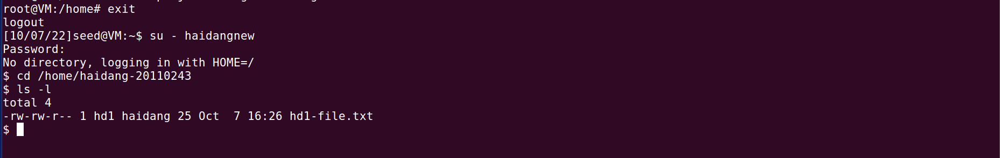 root@VM:/home# exit
logout
[10/07/22]seed@VM:~$ su - haidangnew
Password:
No directory, logging in with HOME=/
$ cd /home/haidang-20110243
$ ls -l
total 4
-rw-rw-r-- 1 hd1 haidang 25 Oct  7 16:26 hd1-file.txt
$